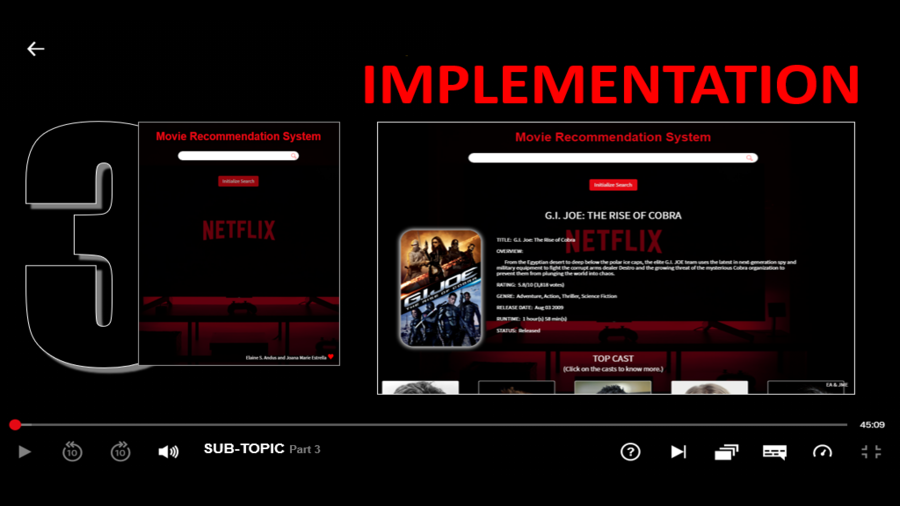 IMPLEMENTATION
3
Movie Recommendation System
Initialize Search
NETFLIX
Elaine S. Andus and Joana Marie Estrella
Movie Recommendation System
Initialize Search
G.I. JOE: THE RISE OF COBRA
NETFLIX
G.I. JOE
THE RISE OF COBRA
TITLE: G.I. Joe: The Rise of Cobra
OVERVIEW:
From the Egyptian desert to deep below the polar ice caps, the elite G.I. JOE team uses the latest in next-generation spy and
military equipment to fight the corrupt arms dealer Destro and the growing threat of the mysterious Cobra organization to
prevent them from plunging the world into chaos.
RATING: 5.8/10 (3,818 votes)
GENRE: Adventure, Action, Thriller, Science Fiction
RELEASE DATE: Aug 03 2009
RUNTIME: 1 hour(s) 58 min(s)
STATUS: Released
TOP CAST
(Click on the casts to know more.)
45:09
10
10
SUB-TOPIC Part 3
?